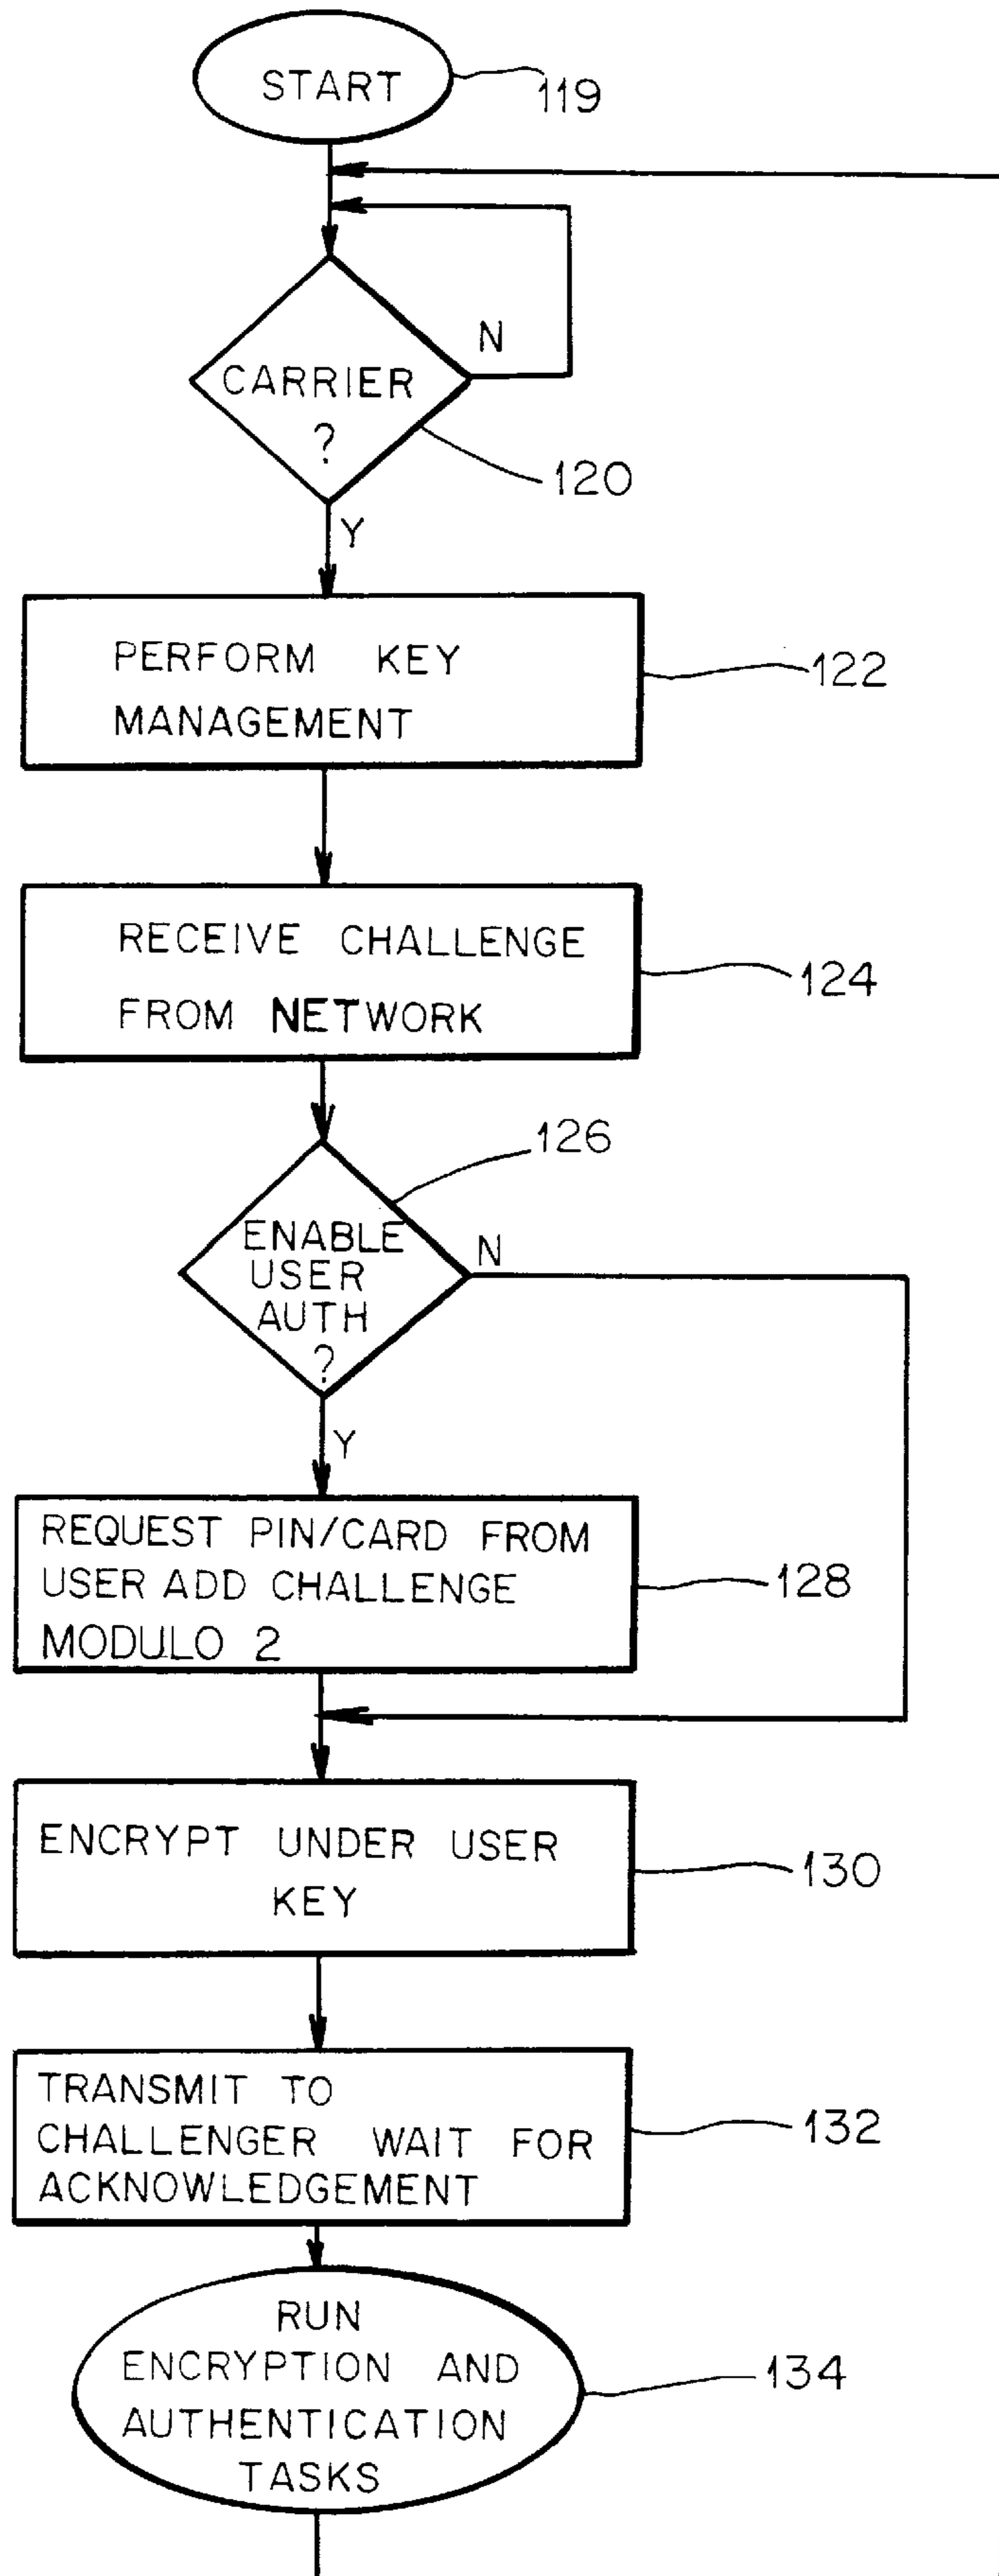 START
119
N
CARRIER
?
120
Y
PERFORM KEY
MANAGEMENT
122
RECEIVE CHALLENGE
FROM NETWORK
124
126
ENABLE
USER
AUTH
?
N
Y
REQUEST PIN/CARD FROM
USER ADD CHALLENGE
MODULO 2
128
ENCRYPT UNDER USER
KEY
130
TRANSMIT TO
CHALLENGER WAIT FOR
ACKNOWLEDGEMENT
132
RUN
ENCRYPTION AND
AUTHENTICATION
TASKS
134